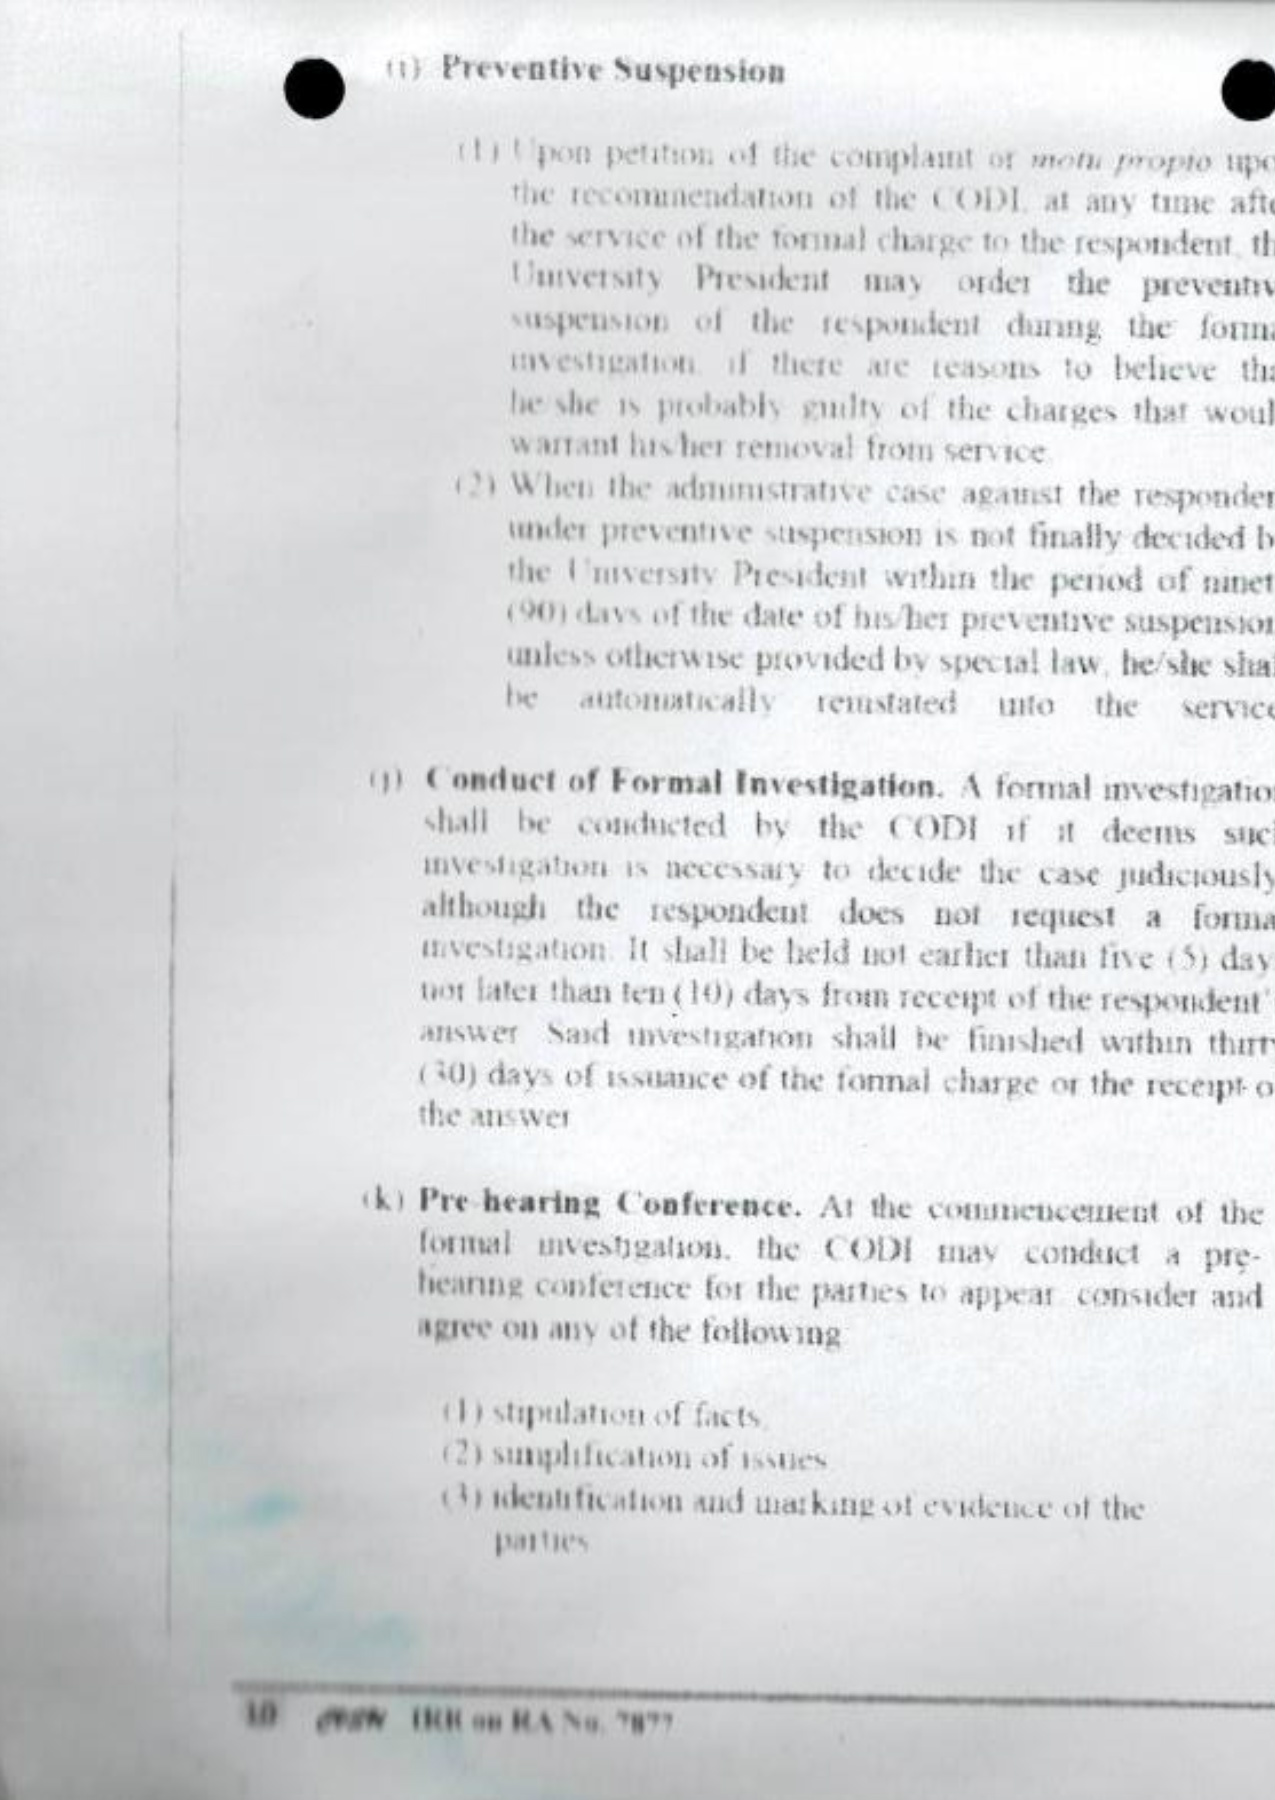 (i) Preventive Suspension
(1) Upon petition of the complaint or motu propio upo
the recommendation of the CODI, at any time afte
the service of the formal charge to the respondent, th
University President may order the preventiv
suspension of the respondent during the forma
investigation, if there are reasons to believe tha
he/she is probably guilty of the charges that woul
warrant his/her removal from service
(2) When the administrative case against the responden
under preventive suspension is not finally decided b
the University President within the period of ninet
(90) days of the date of his/her preventive suspension
unless otherwise provided by special law, he/she shal
be automatically reinstated into the service
(j) Conduct of Formal Investigation. A formal investigatio
shall be conducted by the CODI if it deems suc
investigation is necessary to decide the case judiciously
although the respondent does not request a forma
investigation. It shall be held not earlier than five (5) day
nor later than ten (10) days from receipt of the respondent'
answer. Said investigation shall be finished within thirty
(30) days of issuance of the formal charge or the receipt o
the answer
(k) Pre-hearing Conference. At the commencement of the
formal investigation, the CODI may conduct a pre-
hearing conference for the parties to appear, consider and
agree on any of the following
(1) stipulation of facts,
(2) simplification of issues
(3) identification and marking of evidence of the
parties
10 IRR on RA No. 7877